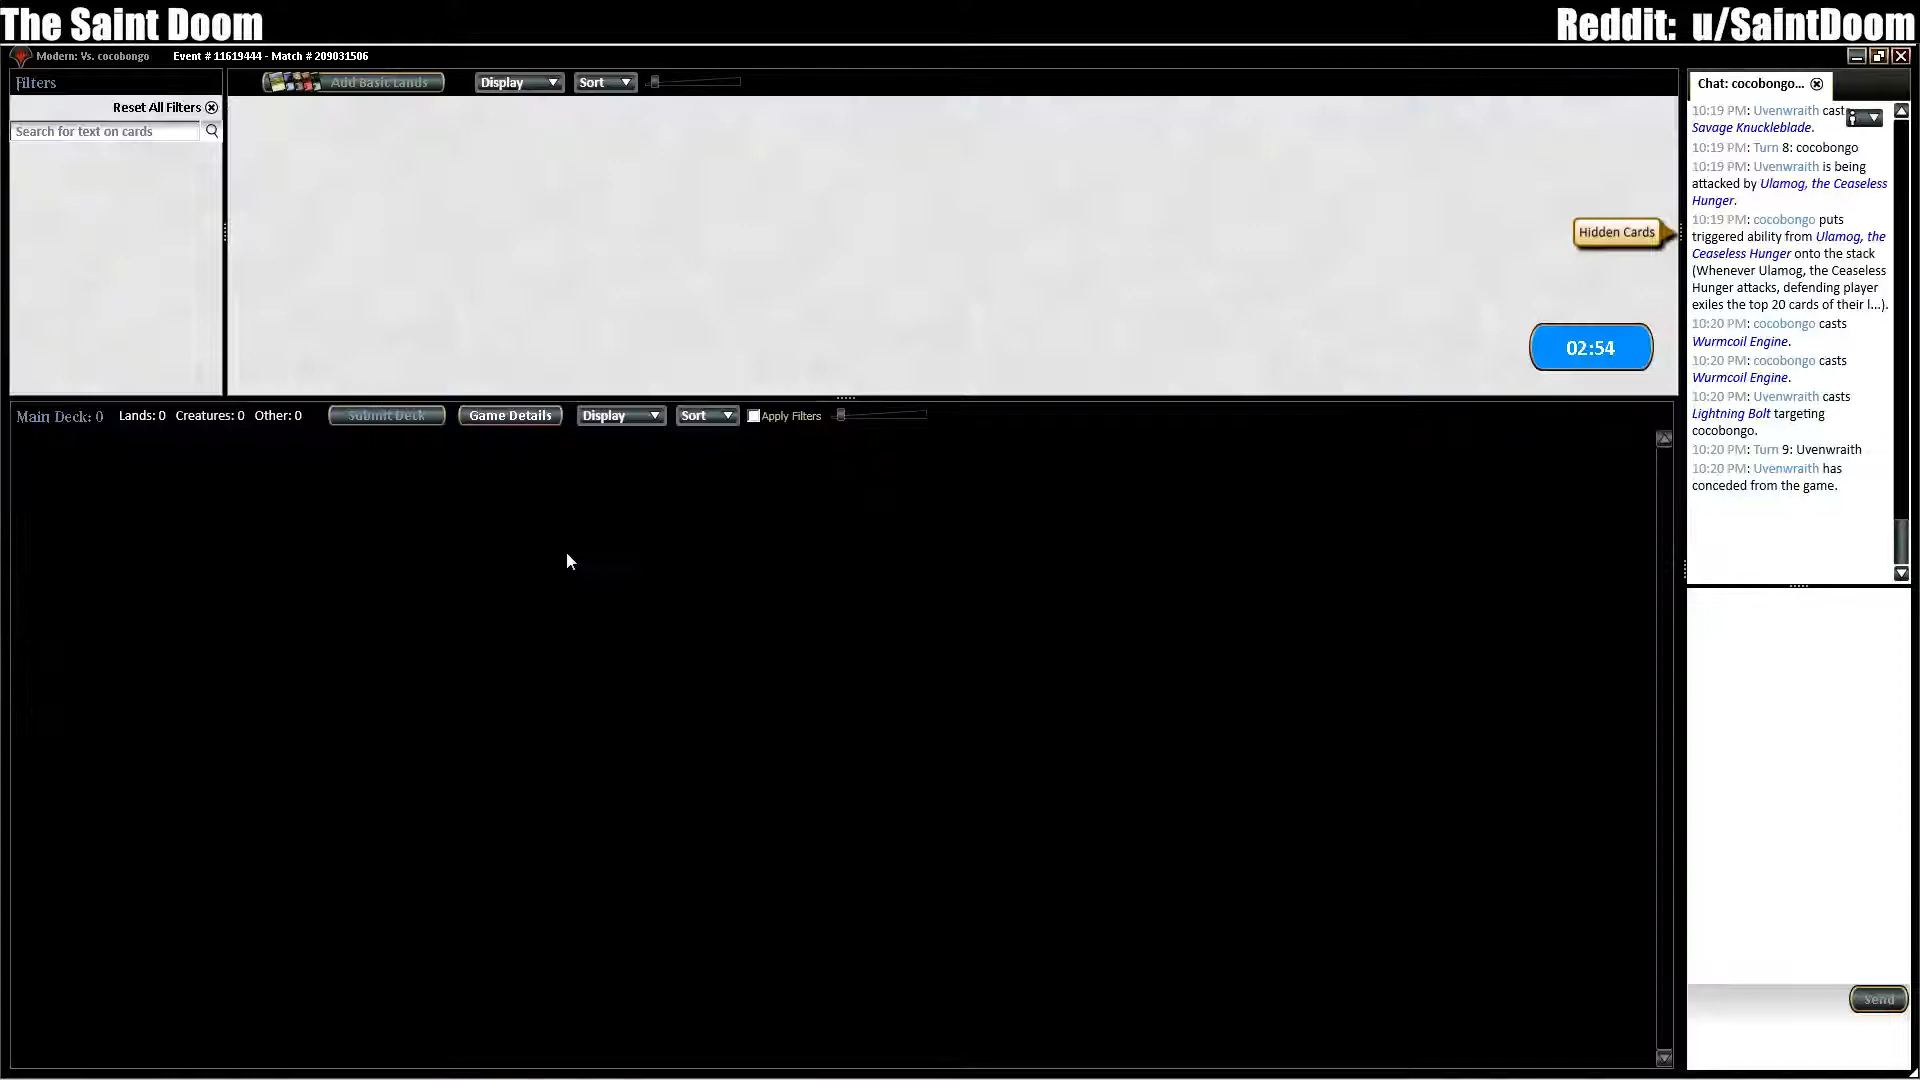 The Saint Doom
Reddit: u/SaintDoom
Modern: Vs. cocobongo
Event # 11619444 - Match # 209031506
Filters
Add Basic Lands
Display
Sort
Chat: cocobongo...
Reset All Filters
Search for text on cards
10:19 PM: Uvenwraith cast
Savage Knuckleblade.
10:19 PM: Turn 8: cocobongo
10:19 PM: Uvenwraith is being
attacked by Ulamog, the Ceaseless
Hunger.
10:19 PM: cocobongo puts
triggered ability from Ulamog, the
Ceaseless Hunger onto the stack
(Whenever Ulamog, the Ceaseless
Hunger attacks, defending player
exiles the top 20 cards of their l...).
10:20 PM: cocobongo casts
Wurmcoil Engine.
10:20 PM: cocobongo casts
Wurmcoil Engine.
10:20 PM: Uvenwraith casts
Lightning Bolt targeting
cocobongo.
10:20 PM: Turn 9: Uvenwraith
10:20 PM: Uvenwraith has
conceded from the game.
Hidden Cards
02:54
Main Deck: 0
Lands: 0 Creatures: 0 Other: 0
Submit Deck
Game Details
Display
Sort
Apply Filters
Send